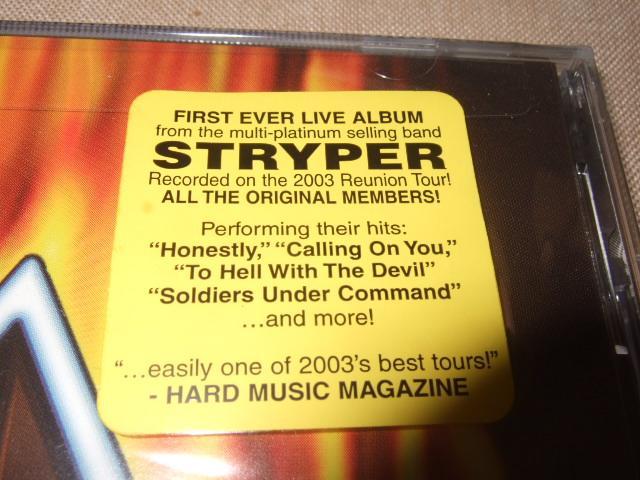 FIRST EVER LIVE ALBUM
from the multi-platinum selling band
STRYPER
Recorded on the 2003 Reunion Tour!
ALL THE ORIGINAL MEMBERS!
Performing their hits:
“Honestly,” “Calling On You,”
“To Hell With The Devil”
“Soldiers Under Command”
...and more!
“...easily one of 2003’s best tours!”
- HARD MUSIC MAGAZINE